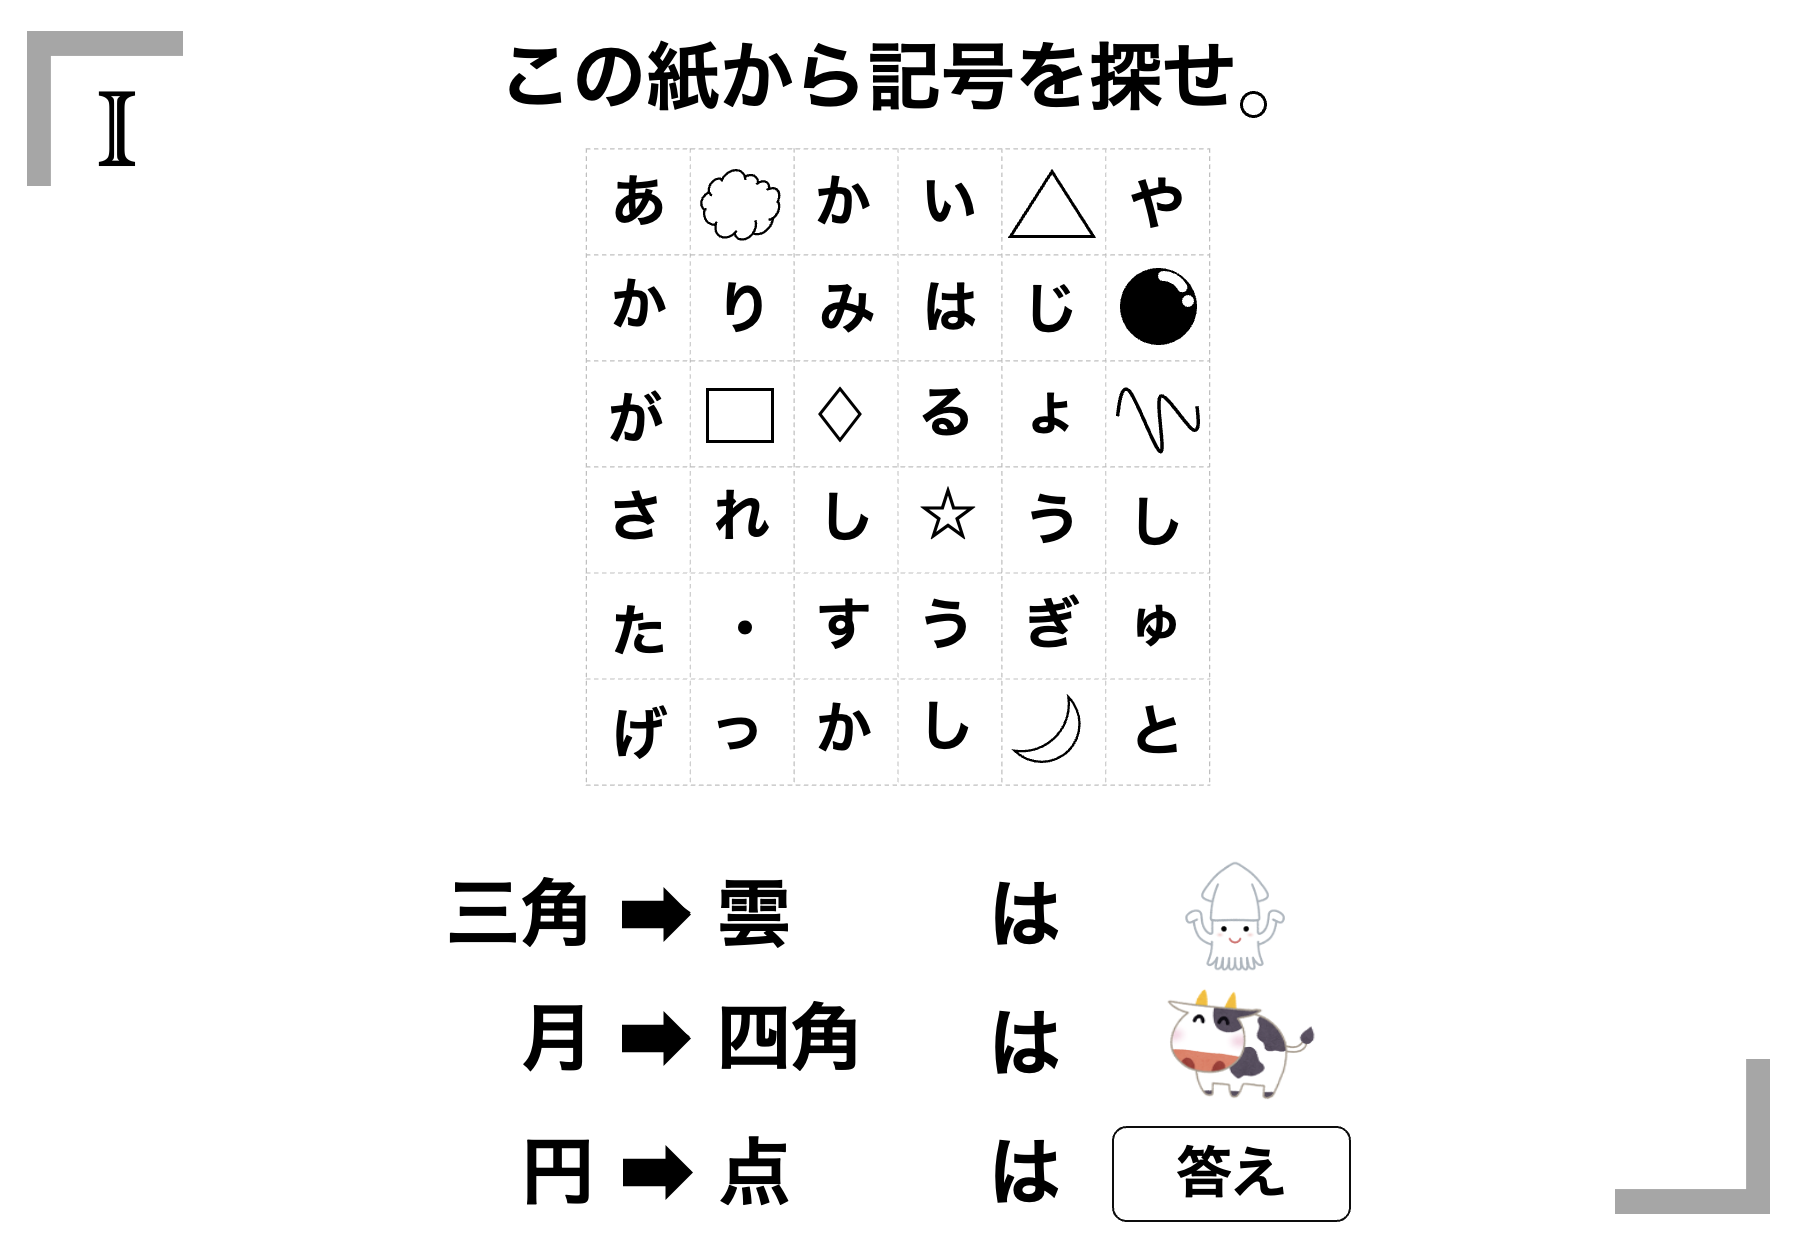 I
この紙から記号を探せ。
あ か い △ や
か り み は じ
が □ ◇ る ょ
さ れ し ☆ う し
た ・ す う ぎ ゅ
げ っ か し と
三角 ➡ 雲 は
月 ➡ 四角 は
円 ➡ 点 は 答え